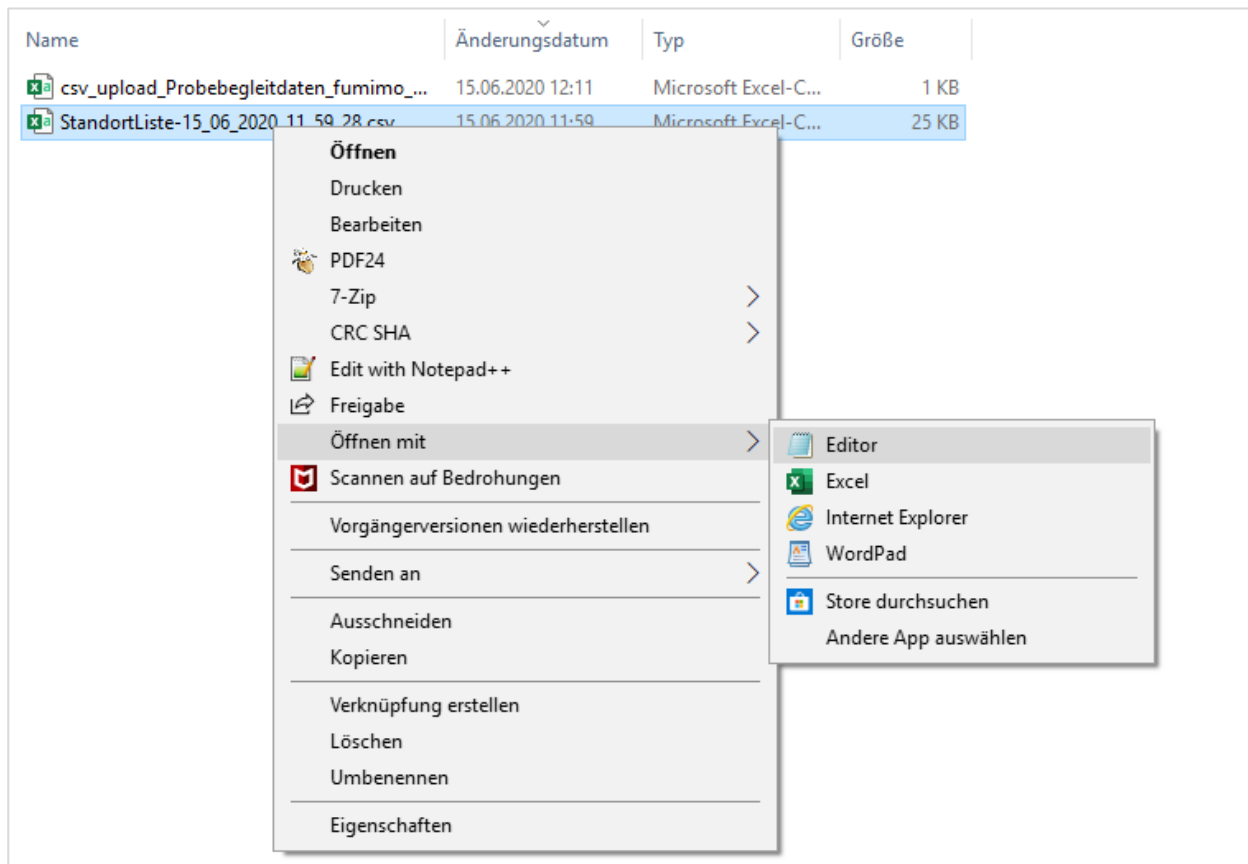 Name Änderungsdatum Typ Größe
csv_upload_Probebegleitdaten_fumimo_... 15.06.2020 12:11 Microsoft Excel-C... 1 KB
StandortListe-15_06_2020_11_59_28.csv 15.06.2020 11:59 Microsoft Excel-C... 25 KB
Öffnen
Drucken
Bearbeiten
PDF24
7-Zip
CRC SHA
Edit with Notepad++
Freigabe
Öffnen mit
Scannen auf Bedrohungen
Vorgängerversionen wiederherstellen
Senden an
Ausschneiden
Kopieren
Verknüpfung erstellen
Löschen
Umbenennen
Eigenschaften
Editor
Excel
Internet Explorer
WordPad
Store durchsuchen
Andere App auswählen